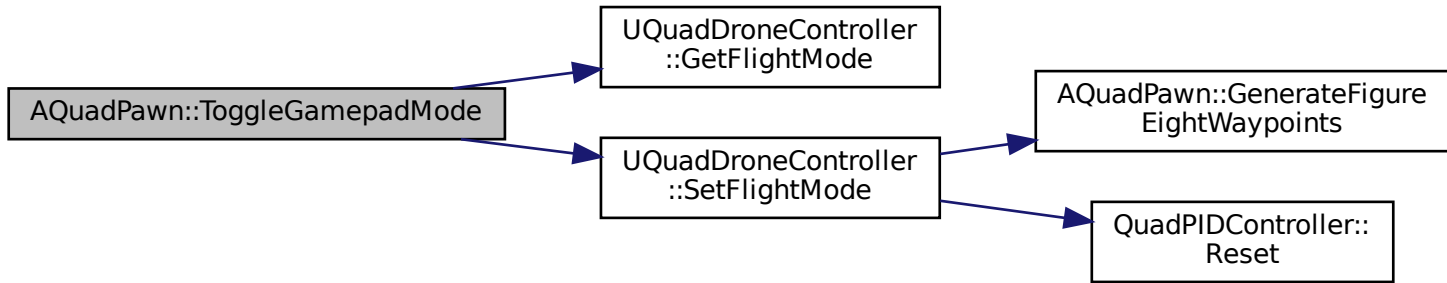 AQuadPawn::ToggleGamepadMode
UQuadDroneController
::GetFlightMode
UQuadDroneController
::SetFlightMode
AQuadPawn::GenerateFigure
EightWaypoints
QuadPIDController::
Reset